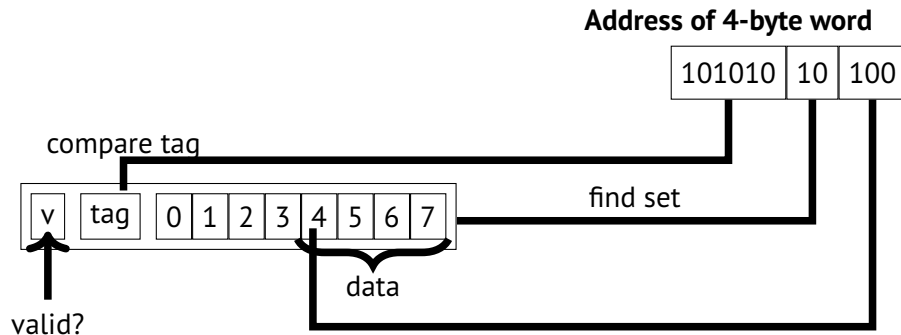 Address of 4-byte word
101010 10 100
compare tag
v tag 0 1 2 3 4 5 6 7
find set
data
valid?